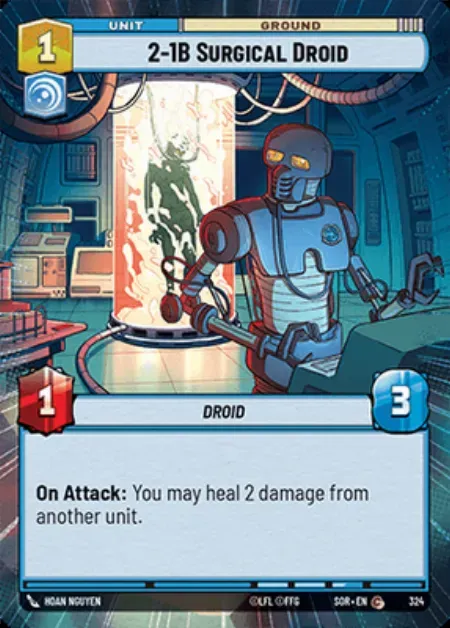 UNIT GROUND
1 2-1B SURGICAL DROID
1 DROID 3
On Attack: You may heal 2 damage from
another unit.
HOAN NGUYEN ©LFL ⒾFFG SOR • EN C 324